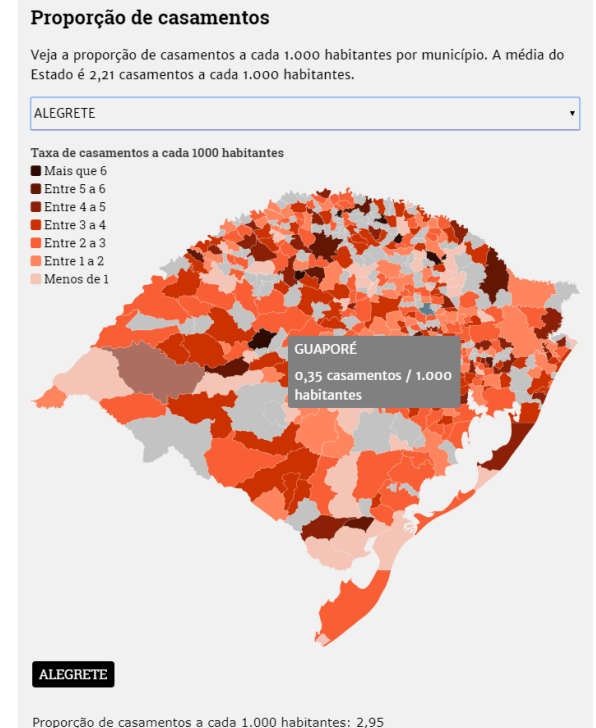 Proporção de casamentos
Veja a proporção de casamentos a cada 1.000 habitantes por município. A média do
Estado é 2,21 casamentos a cada 1.000 habitantes.
ALEGRETE
Taxa de casamentos a cada 1000 habitantes
Mais que 6
Entre 5 a 6
Entre 4 a 5
Entre 3 a 4
Entre 2 a 3
Entre 1 a 2
Menos de 1
GUAPORÉ
0,35 casamentos / 1.000
habitantes
ALEGRETE
Proporção de casamentos a cada 1.000 habitantes: 2,95